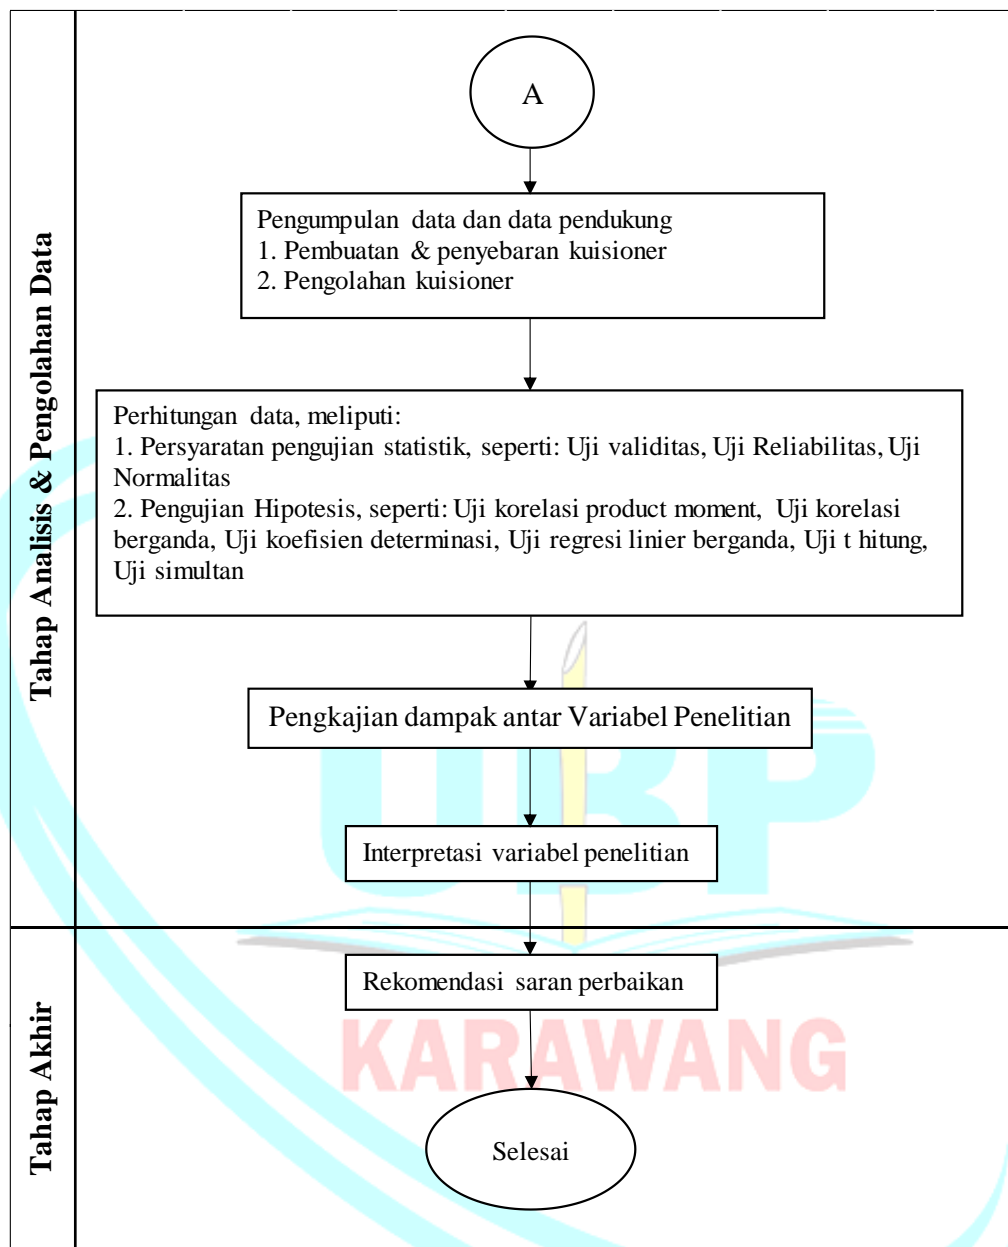 A
Tahap Analisis & Pengolahan Data
Pengumpulan data dan data pendukung
1. Pembuatan & penyebaran kuisioner
2. Pengolahan kuisioner
Perhitungan data, meliputi:
1. Persyaratan pengujian statistik, seperti: Uji validitas, Uji Reliabilitas, Uji
Normalitas
2. Pengujian Hipotesis, seperti: Uji korelasi product moment, Uji korelasi
berganda, Uji koefisien determinasi, Uji regresi linier berganda, Uji t hitung,
Uji simultan
Pengkajian dampak antar Variabel Penelitian
UBP
Interpretasi variabel penelitian
Tahap Akhir
Rekomendasi saran perbaikan
KARAWANG
Selesai